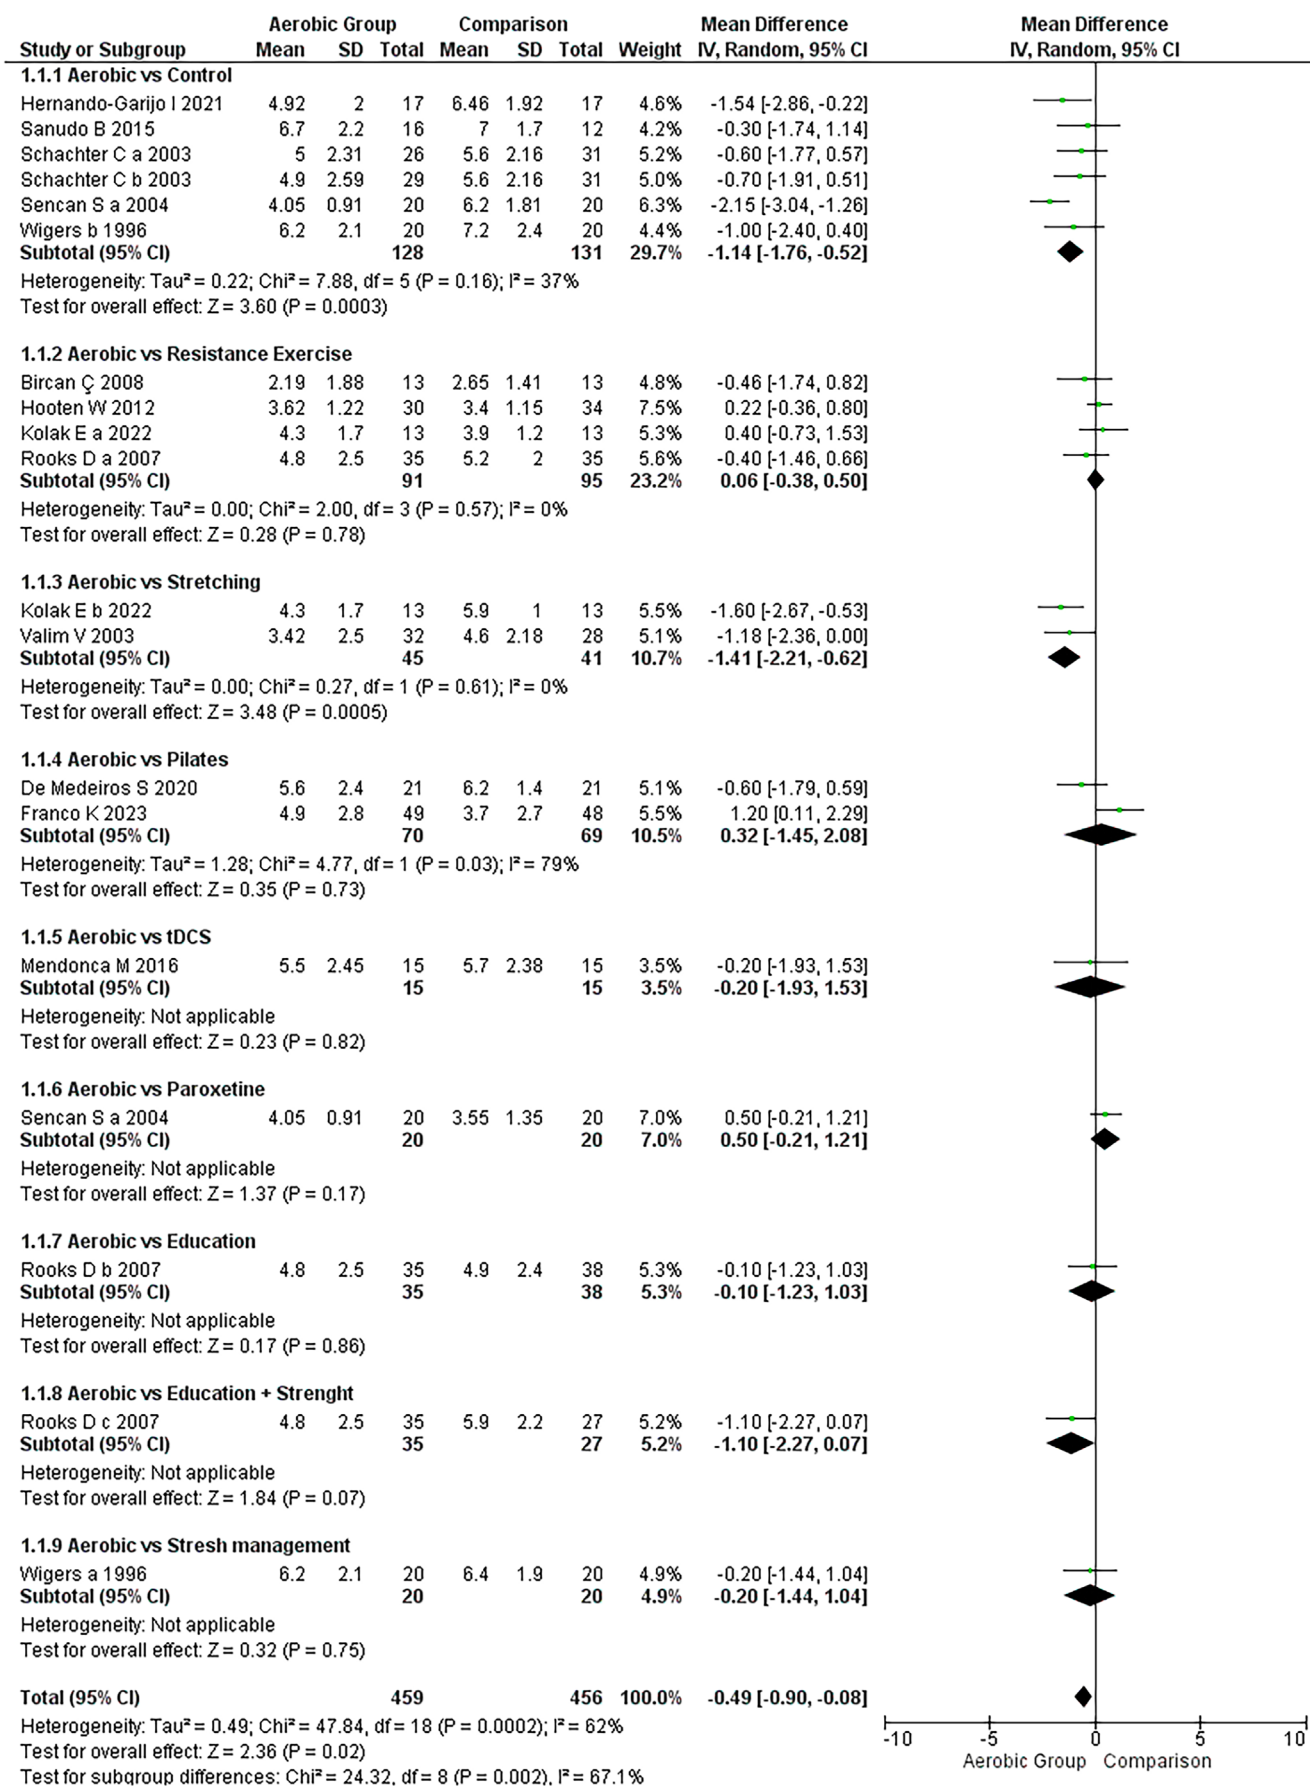 Aerobic Group Comparison Mean Difference Mean Difference
Study or Subgroup Mean SD Total Mean SD Total Weight IV, Random, 95% CI IV, Random, 95% CI
1.1.1 Aerobic vs Control
Hernando-Garijo I 2021 4.92 2 17 6.46 1.92 17 4.6% -1.54 [-2.86, -0.22]
Sanudo B 2015 6.7 2.2 16 7 1.7 12 4.2% -0.30 [-1.74, 1.14]
Schachter C a 2003 5 2.31 26 5.6 2.16 31 5.2% -0.60 [-1.77, 0.57]
Schachter C b 2003 4.9 2.59 29 5.6 2.16 31 5.0% -0.70 [-1.91, 0.51]
Sencan S a 2004 4.05 0.91 20 6.2 1.81 20 6.3% -2.15 [-3.04, -1.26]
Wigers b 1996 6.2 2.1 20 7.2 2.4 20 4.4% -1.00 [-2.40, 0.40]
Subtotal (95% CI) 128 131 29.7% -1.14 [-1.76, -0.52]
Heterogeneity: Tau² = 0.22; Chi² = 7.88, df = 5 (P = 0.16); I² = 37%
Test for overall effect: Z = 3.60 (P = 0.0003)
1.1.2 Aerobic vs Resistance Exercise
Bircan Ç 2008 2.19 1.88 13 2.65 1.41 13 4.8% -0.46 [-1.74, 0.82]
Hooten W 2012 3.62 1.22 30 3.4 1.15 34 7.5% 0.22 [-0.36, 0.80]
Kolak E a 2022 4.3 1.7 13 3.9 1.2 13 5.3% 0.40 [-0.73, 1.53]
Rooks D a 2007 4.8 2.5 35 5.2 2 35 5.6% -0.40 [-1.46, 0.66]
Subtotal (95% CI) 91 95 23.2% 0.06 [-0.38, 0.50]
Heterogeneity: Tau² = 0.00; Chi² = 2.00, df = 3 (P = 0.57); I² = 0%
Test for overall effect: Z = 0.28 (P = 0.78)
1.1.3 Aerobic vs Stretching
Kolak E b 2022 4.3 1.7 13 5.9 1 13 5.5% -1.60 [-2.67, -0.53]
Valim V 2003 3.42 2.5 32 4.6 2.18 28 5.1% -1.18 [-2.36, 0.00]
Subtotal (95% CI) 45 41 10.7% -1.41 [-2.21, -0.62]
Heterogeneity: Tau² = 0.00; Chi² = 0.27, df = 1 (P = 0.61); I² = 0%
Test for overall effect: Z = 3.48 (P = 0.0005)
1.1.4 Aerobic vs Pilates
De Medeiros S 2020 5.6 2.4 21 6.2 1.4 21 5.1% -0.60 [-1.79, 0.59]
Franco K 2023 4.9 2.8 49 3.7 2.7 48 5.5% 1.20 [0.11, 2.29]
Subtotal (95% CI) 70 69 10.5% 0.32 [-1.45, 2.08]
Heterogeneity: Tau² = 1.28; Chi² = 4.77, df = 1 (P = 0.03); I² = 79%
Test for overall effect: Z = 0.35 (P = 0.73)
1.1.5 Aerobic vs tDCS
Mendonca M 2016 5.5 2.45 15 5.7 2.38 15 3.5% -0.20 [-1.93, 1.53]
Subtotal (95% CI) 15 15 3.5% -0.20 [-1.93, 1.53]
Heterogeneity: Not applicable
Test for overall effect: Z = 0.23 (P = 0.82)
1.1.6 Aerobic vs Paroxetine
Sencan S a 2004 4.05 0.91 20 3.55 1.35 20 7.0% 0.50 [-0.21, 1.21]
Subtotal (95% CI) 20 20 7.0% 0.50 [-0.21, 1.21]
Heterogeneity: Not applicable
Test for overall effect: Z = 1.37 (P = 0.17)
1.1.7 Aerobic vs Education
Rooks D b 2007 4.8 2.5 35 4.9 2.4 38 5.3% -0.10 [-1.23, 1.03]
Subtotal (95% CI) 35 38 5.3% -0.10 [-1.23, 1.03]
Heterogeneity: Not applicable
Test for overall effect: Z = 0.17 (P = 0.86)
1.1.8 Aerobic vs Education + Strenght
Rooks D c 2007 4.8 2.5 35 5.9 2.2 27 5.2% -1.10 [-2.27, 0.07]
Subtotal (95% CI) 35 27 5.2% -1.10 [-2.27, 0.07]
Heterogeneity: Not applicable
Test for overall effect: Z = 1.84 (P = 0.07)
1.1.9 Aerobic vs Stresh management
Wigers a 1996 6.2 2.1 20 6.4 1.9 20 4.9% -0.20 [-1.44, 1.04]
Subtotal (95% CI) 20 20 4.9% -0.20 [-1.44, 1.04]
Heterogeneity: Not applicable
Test for overall effect: Z = 0.32 (P = 0.75)
Total (95% CI) 459 456 100.0% -0.49 [-0.90, -0.08]
Heterogeneity: Tau² = 0.49; Chi² = 47.84, df = 18 (P = 0.0002); I² = 62%
Test for overall effect: Z = 2.36 (P = 0.02)
Test for subgroup differences: Chi² = 24.32, df = 8 (P = 0.002), I² = 67.1%
-10 -5 0 5 10
Aerobic Group Comparison